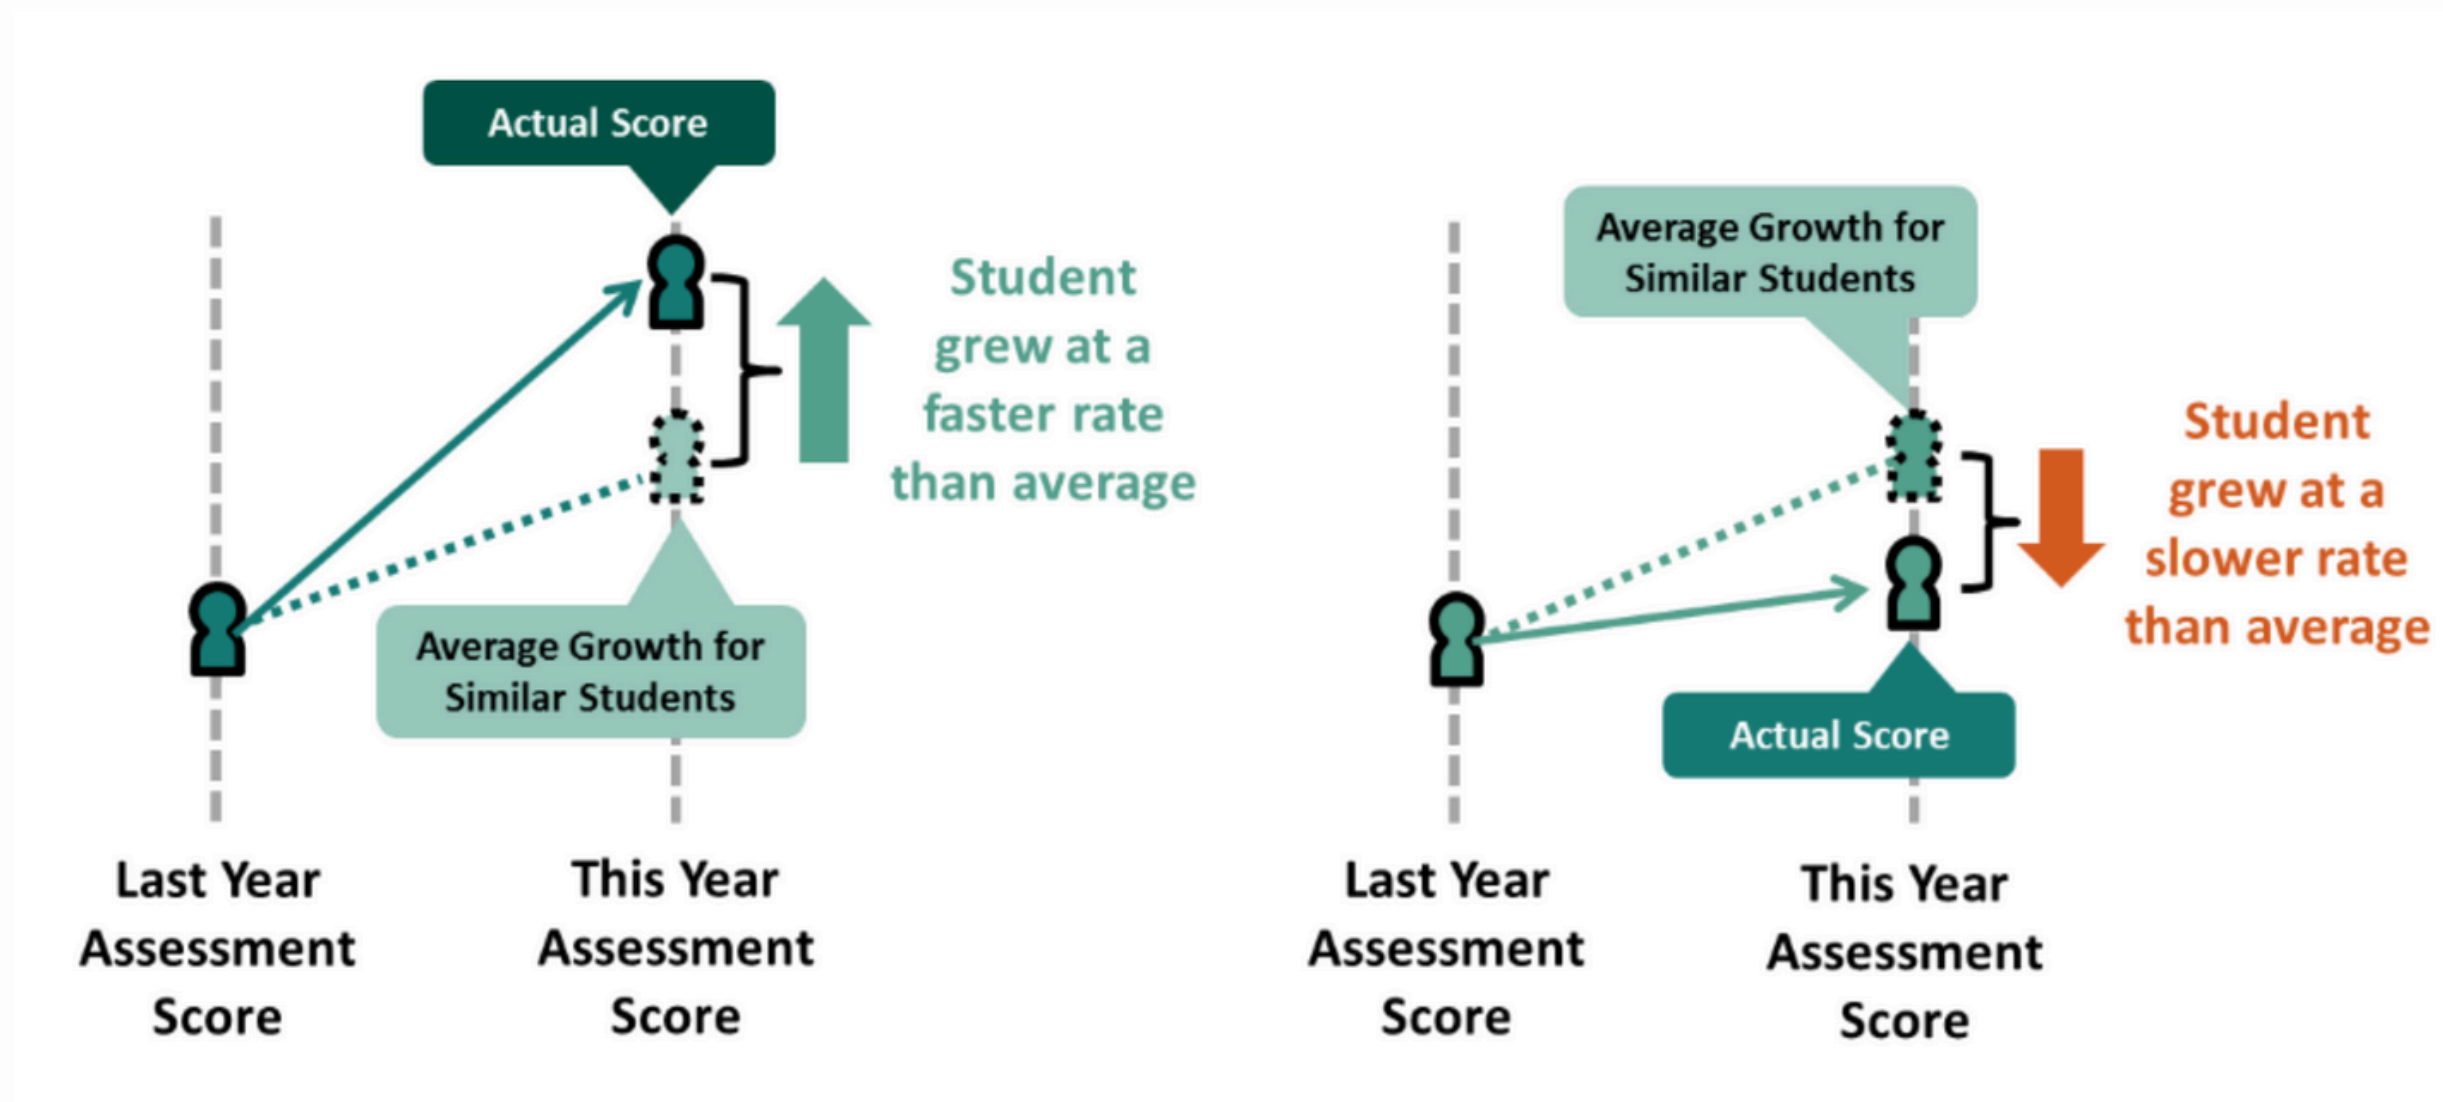 Actual Score
Student
grew at a
faster rate
than average
Average Growth for
Similar Students
Last Year
Assessment
Score
This Year
Assessment
Score
Average Growth for
Similar Students
Student
grew at a
slower rate
than average
Actual Score
Last Year
Assessment
Score
This Year
Assessment
Score